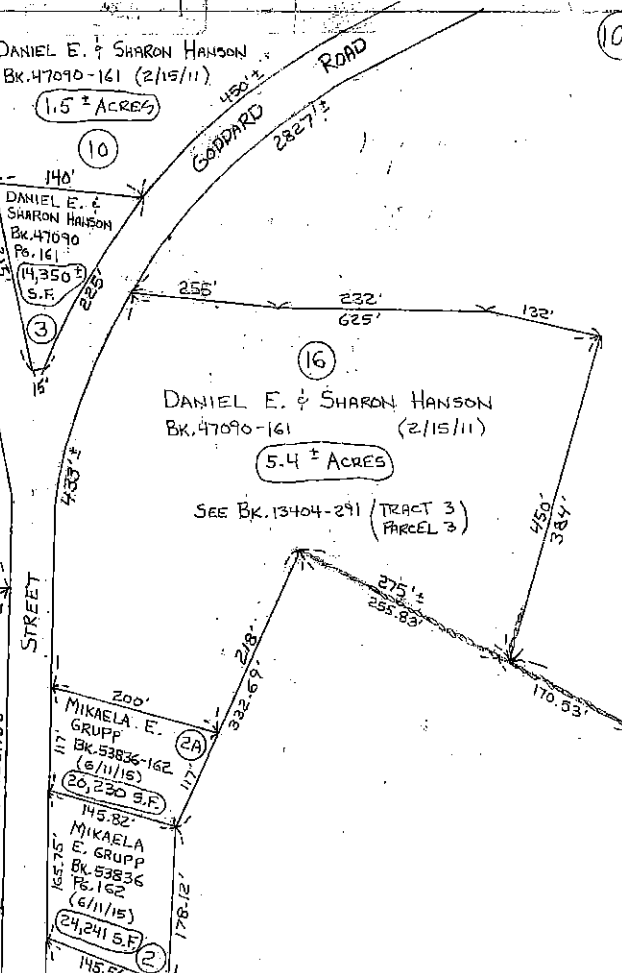 DANIEL E. & SHARON HANSON
BK.47090-161 (2/15/11)
1.5 ± ACRES
10
450'±
GODDARD ROAD
2827'±
10
140'
DANIEL E. &
SHARON HANSON
BK.47090
PG.161
14,350 ±
S.F.
225'
3
15'
255'
232'
625'
132'
16
DANIEL E. & SHARON HANSON
BK.47090-161 (2/15/11)
5.4 ± ACRES
SEE BK.13404-291 (TRACT 3
PARCEL 3)
433'±
STREET
450'
384'
275'±
255.83'
170.53'
218'
332.69'
200'
MIKAELA E.
GRUPP
BK.53836-162
(6/11/15)
20,230 S.F.
2A
117'
117'
145.82'
MIKAELA
E. GRUPP
BK.53836
PG.162
(6/11/15)
24,241 S.F.
2
165.75'
178.12'